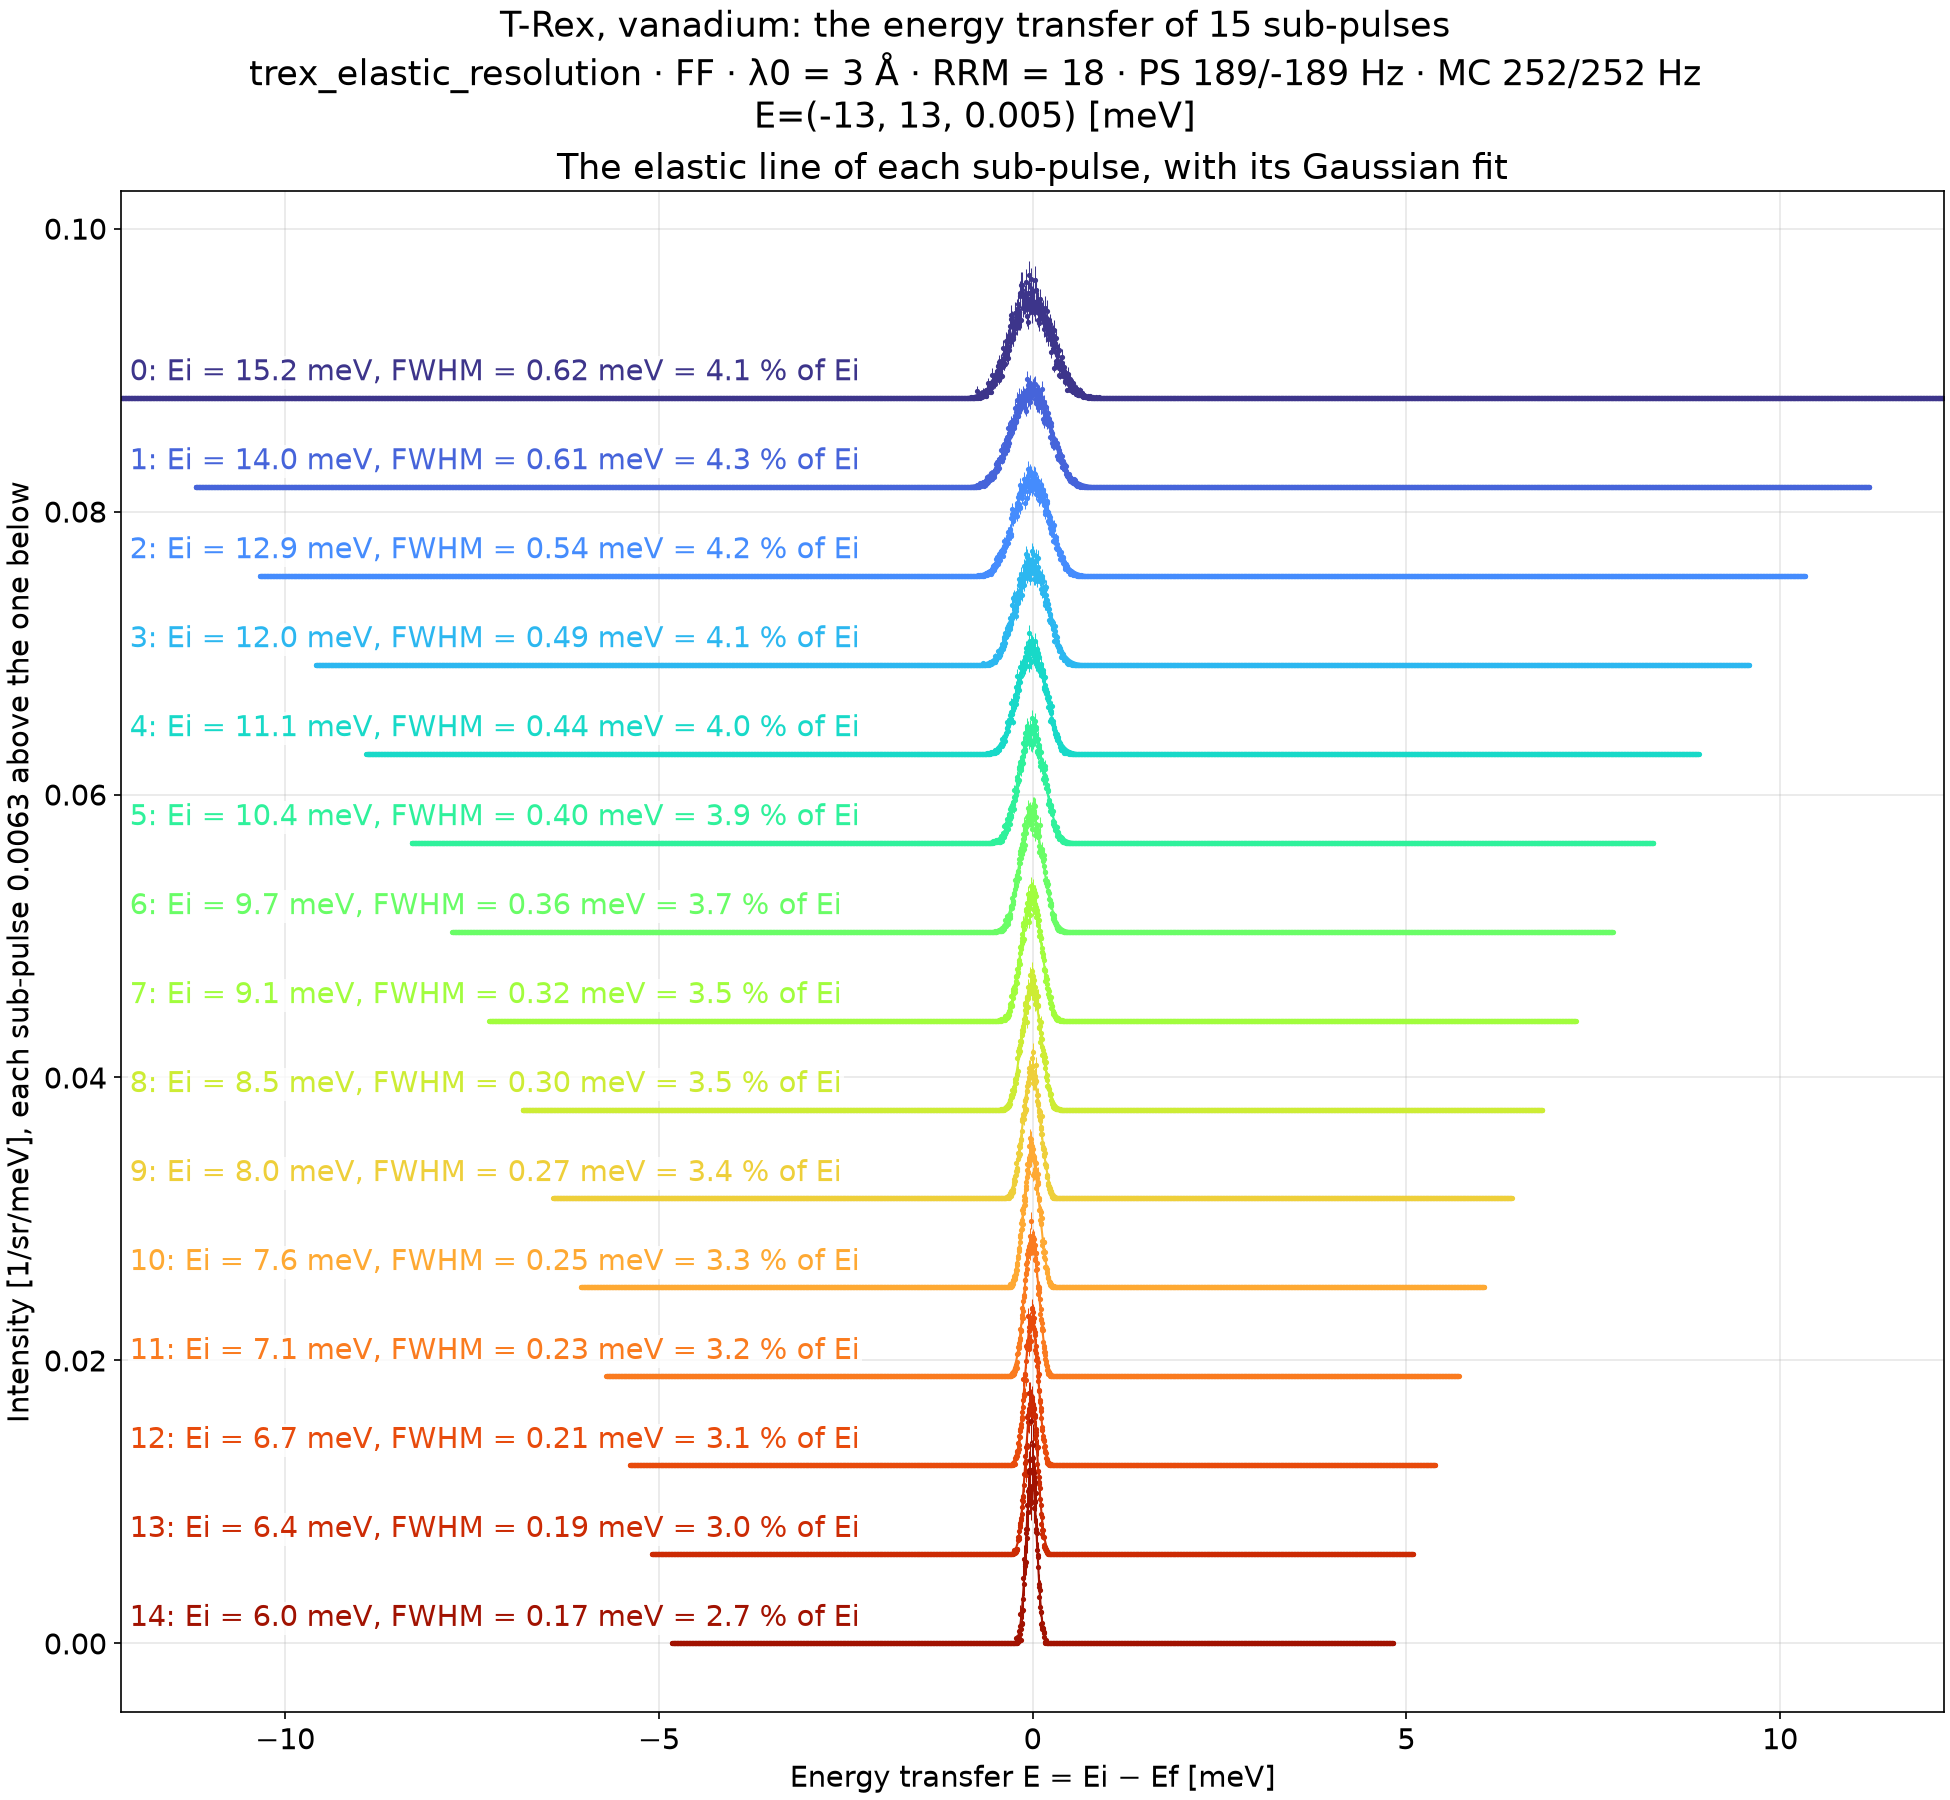 T-Rex, vanadium: the energy transfer of 15 sub-pulses
trex_elastic_resolution · FF · λ0 = 3 Å · RRM = 18 · PS 189/-189 Hz · MC 252/252 Hz
E=(-13, 13, 0.005) [meV]
The elastic line of each sub-pulse, with its Gaussian fit
Intensity [1/sr/meV], each sub-pulse 0.0063 above the one below
0.10
0.08
0.06
0.04
0.02
0.00
0: Ei = 15.2 meV, FWHM = 0.62 meV = 4.1 % of Ei
1: Ei = 14.0 meV, FWHM = 0.61 meV = 4.3 % of Ei
2: Ei = 12.9 meV, FWHM = 0.54 meV = 4.2 % of Ei
3: Ei = 12.0 meV, FWHM = 0.49 meV = 4.1 % of Ei
4: Ei = 11.1 meV, FWHM = 0.44 meV = 4.0 % of Ei
5: Ei = 10.4 meV, FWHM = 0.40 meV = 3.9 % of Ei
6: Ei = 9.7 meV, FWHM = 0.36 meV = 3.7 % of Ei
7: Ei = 9.1 meV, FWHM = 0.32 meV = 3.5 % of Ei
8: Ei = 8.5 meV, FWHM = 0.30 meV = 3.5 % of Ei
9: Ei = 8.0 meV, FWHM = 0.27 meV = 3.4 % of Ei
10: Ei = 7.6 meV, FWHM = 0.25 meV = 3.3 % of Ei
11: Ei = 7.1 meV, FWHM = 0.23 meV = 3.2 % of Ei
12: Ei = 6.7 meV, FWHM = 0.21 meV = 3.1 % of Ei
13: Ei = 6.4 meV, FWHM = 0.19 meV = 3.0 % of Ei
14: Ei = 6.0 meV, FWHM = 0.17 meV = 2.7 % of Ei
−10 −5 0 5 10
Energy transfer E = Ei − Ef [meV]